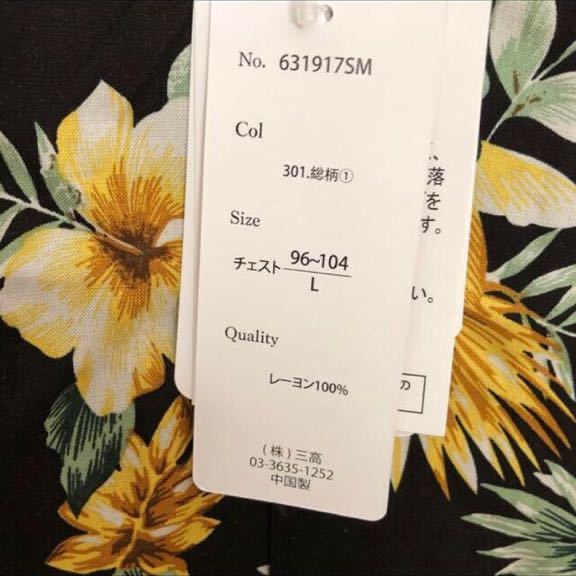 No. 631917SM
Col
301.総柄①
Size
チェスト 96~104
L
Quality
レーヨン100%
(株)三高
03-3635-1252
中国製
落
を
す。
い。
の